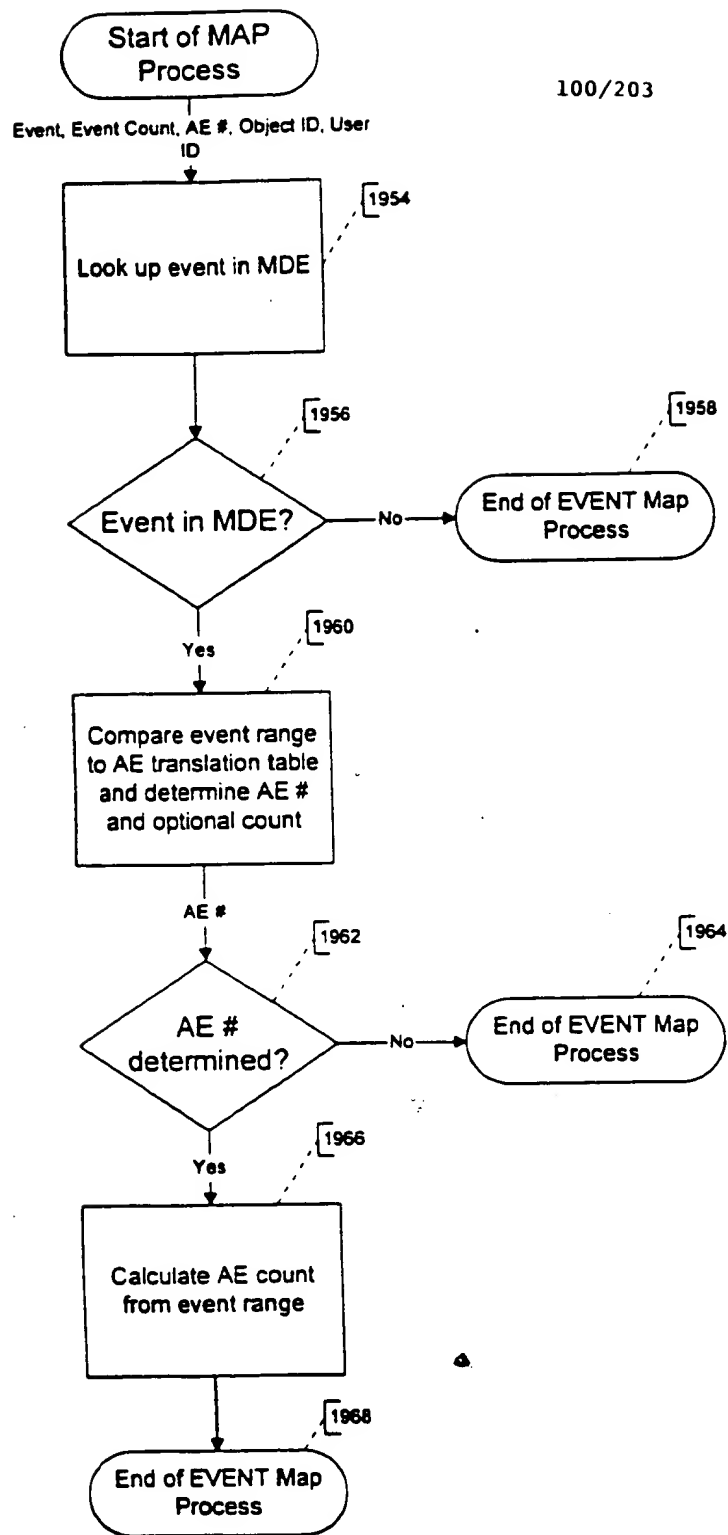 Start of MAP
Process
100/203
Event, Event Count, AE #, Object ID, User
ID
1954
Look up event in MDE
1956
1958
Event in MDE?
No
End of EVENT Map
Process
Yes
1960
Compare event range
to AE translation table
and determine AE #
and optional count
AE #
1962
1964
AE #
determined?
No
End of EVENT Map
Process
Yes
1966
Calculate AE count
from event range
1968
End of EVENT Map
Process